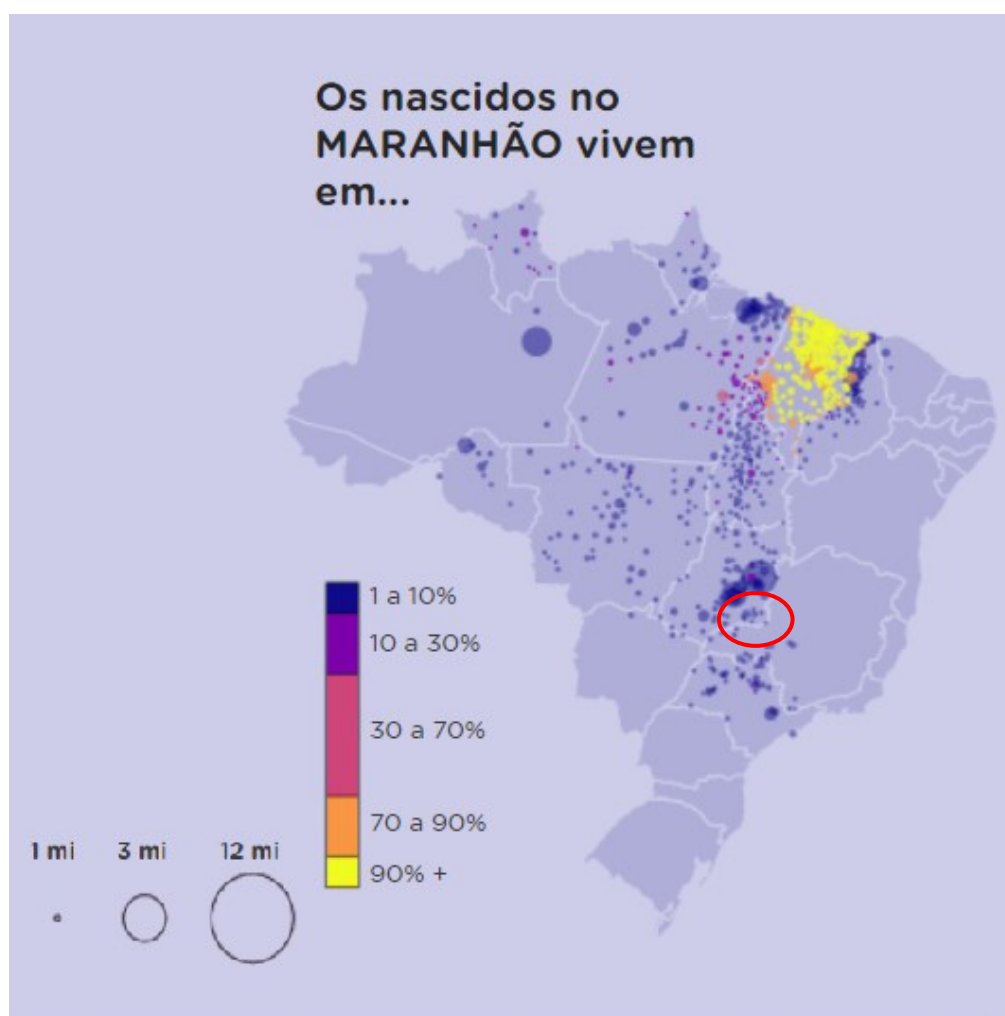 Os nascidos no
MARANHÃO vivem
em...
1 a 10%
10 a 30%
30 a 70%
70 a 90%
90% +
1 mi 3 mi 12 mi